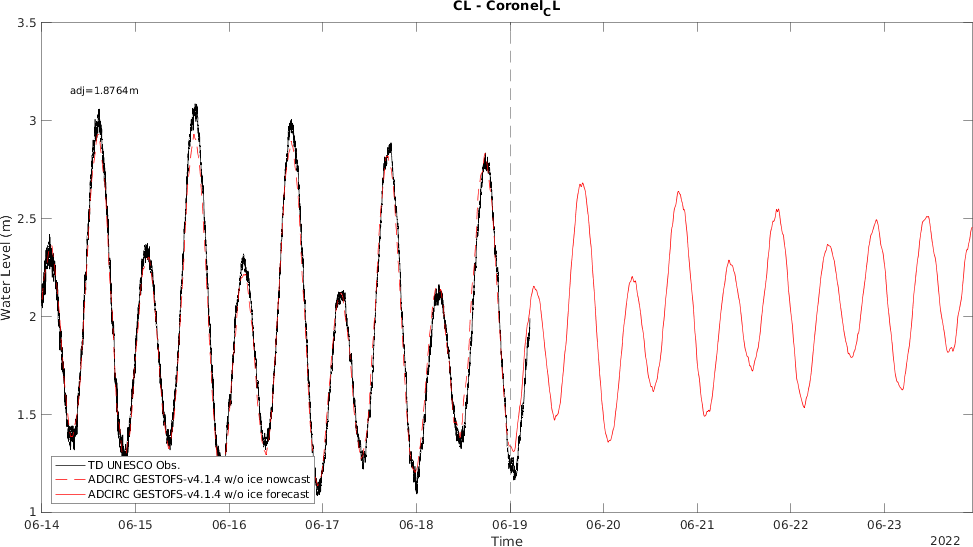 CL - Coronel_CL
3.5
adj=1.8764m
3
2.5
2
1.5
1
Water Level (m)
TD UNESCO Obs.
ADCIRC GESTOFS-v4.1.4 w/o ice nowcast
ADCIRC GESTOFS-v4.1.4 w/o ice forecast
06-14 06-15 06-16 06-17 06-18 06-19 06-20 06-21 06-22 06-23
Time
2022